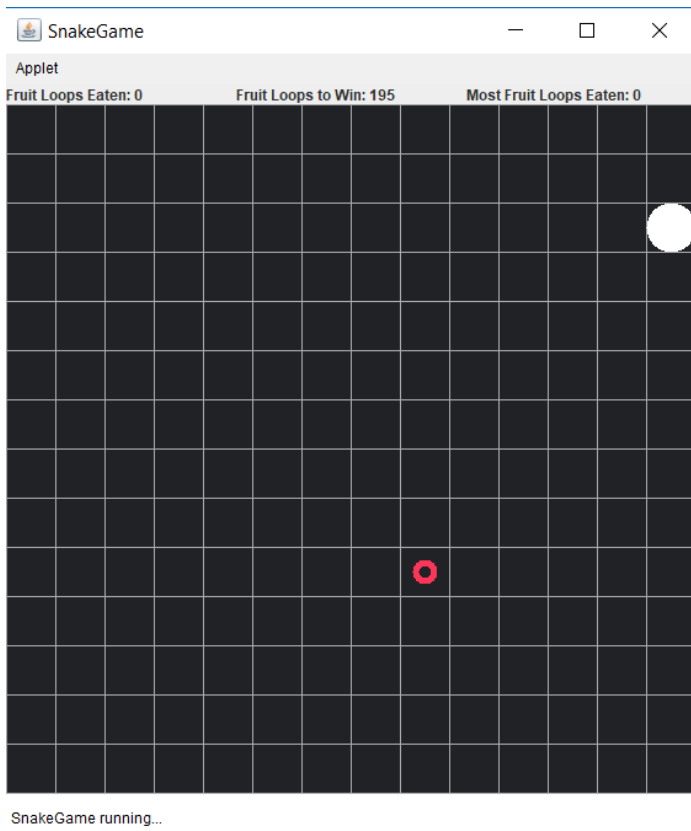 SnakeGame
Applet
Fruit Loops Eaten: 0 Fruit Loops to Win: 195 Most Fruit Loops Eaten: 0
SnakeGame running...